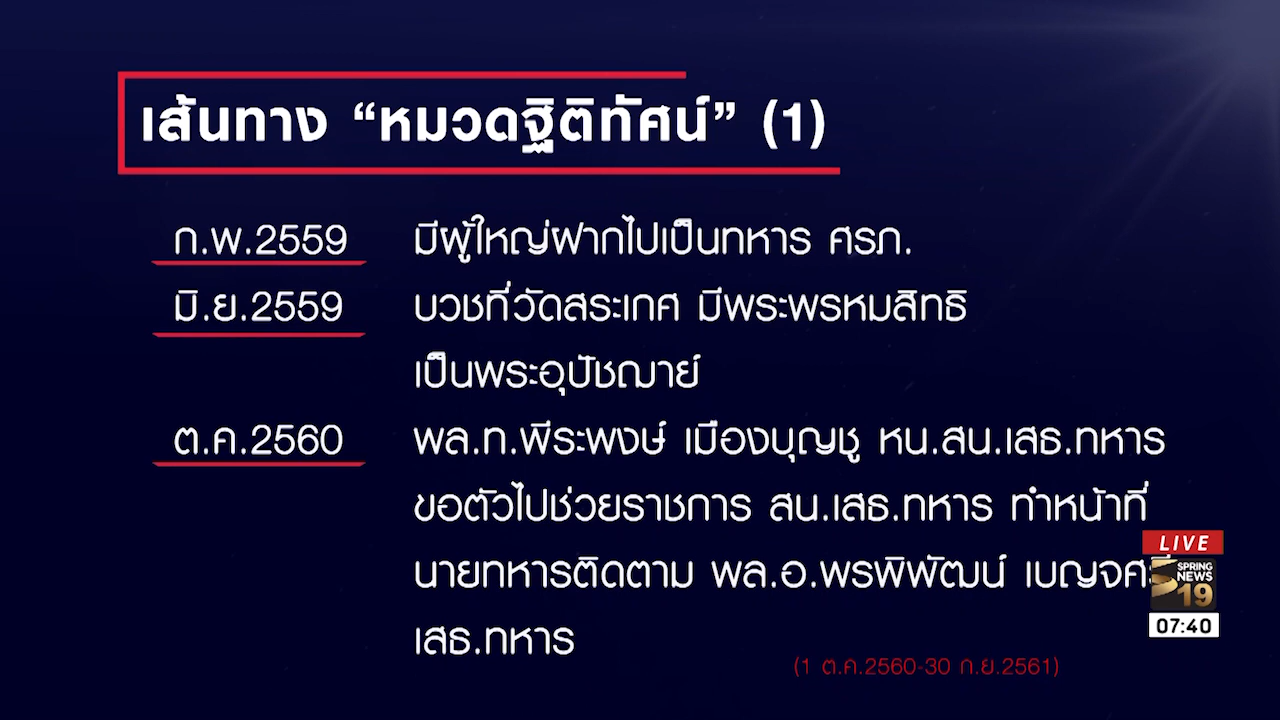 เส้นทาง “หมวดฐิติทัศน์” (1)
ก.พ.2559 มีผู้ใหญ่ฝากไปเป็นทหาร ศรภ.
มิ.ย.2559 บวชที่วัดสระเกศ มีพระพรหมสิทธิ
เป็นพระอุปัชฌาย์
ต.ค.2560 พล.ท.พีระพงษ์ เมืองบุญชู หน.สน.เสธ.ทหาร
ขอตัวไปช่วยราชการ สน.เสธ.ทหาร ทำหน้าที่
นายทหารติดตาม พล.อ.พรพิพัฒน์
เสธ.ทหาร
(1 ต.ค.2560-30 ก.ย.2561)
LIVE
SPRING
NEWS
19
07:40